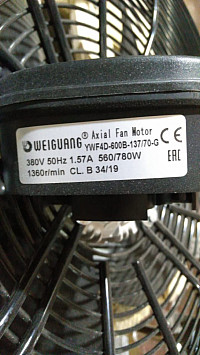 WEIGUANG® Axial Fan Motor
YWF4D-600B-137/70-G
380V 50Hz 1.57A 560/780W
1360r/min CL. B 34/19
CE
EAC